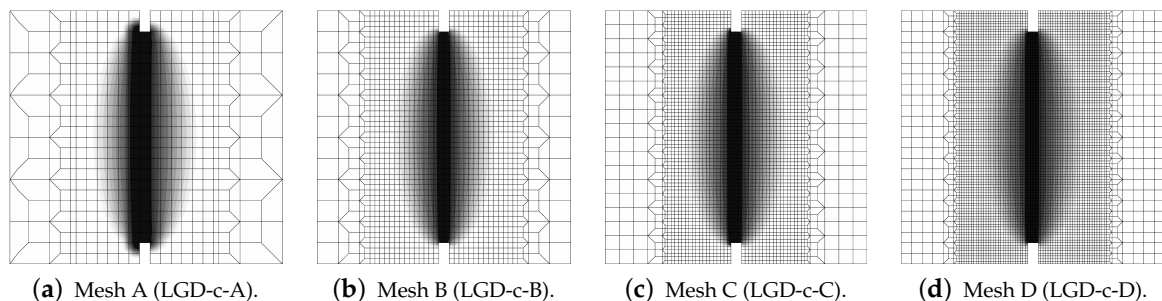 (a) Mesh A (LGD-c-A).
(b) Mesh B (LGD-c-B).
(c) Mesh C (LGD-c-C).
(d) Mesh D (LGD-c-D).